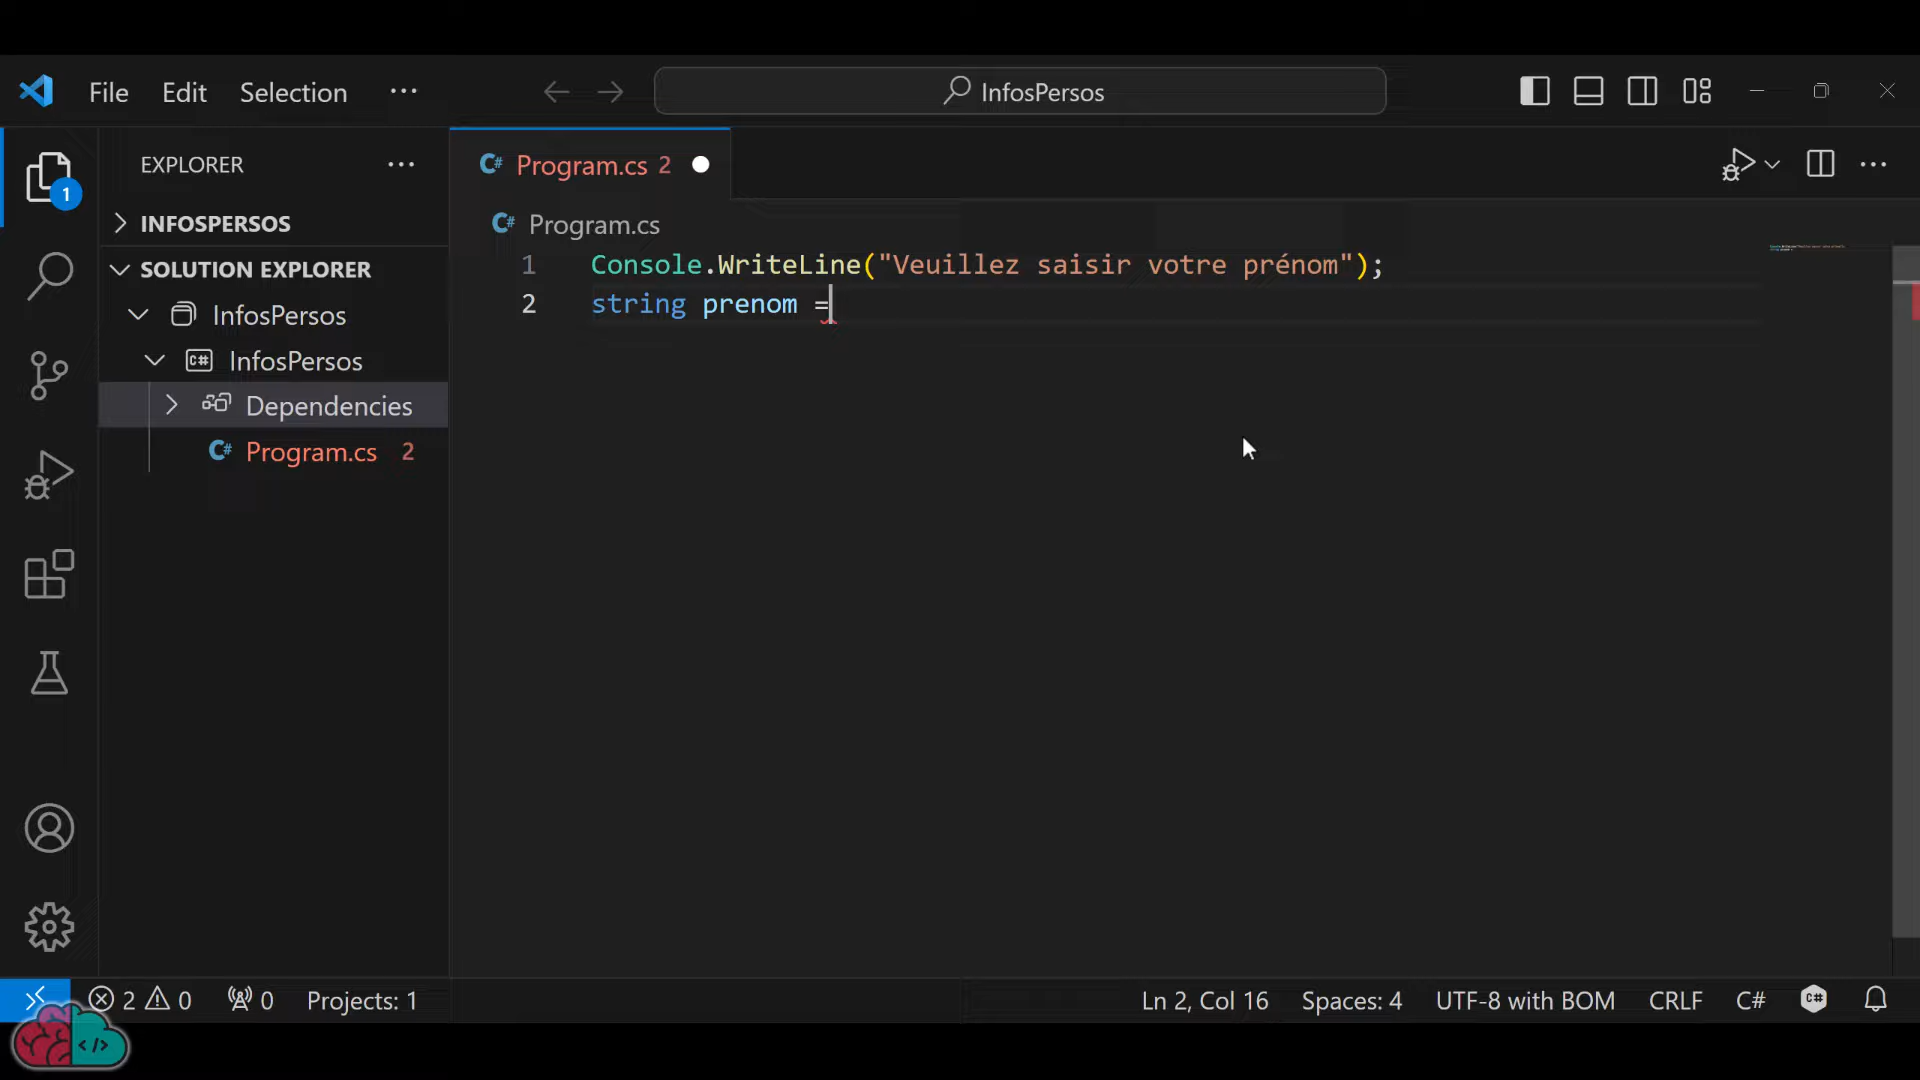 File Edit Selection ··· InfosPersos
EXPLORER ···
1
INFOSPERSOS
SOLUTION EXPLORER
InfosPersos
C# InfosPersos
Dependencies
C# Program.cs 2
C# Program.cs 2
C# Program.cs
1 Console.WriteLine("Veuillez saisir votre prénom");
2 string prenom =
2 0 0 Projects: 1 Ln 2, Col 16 Spaces: 4 UTF-8 with BOM CRLF C# C#
</>